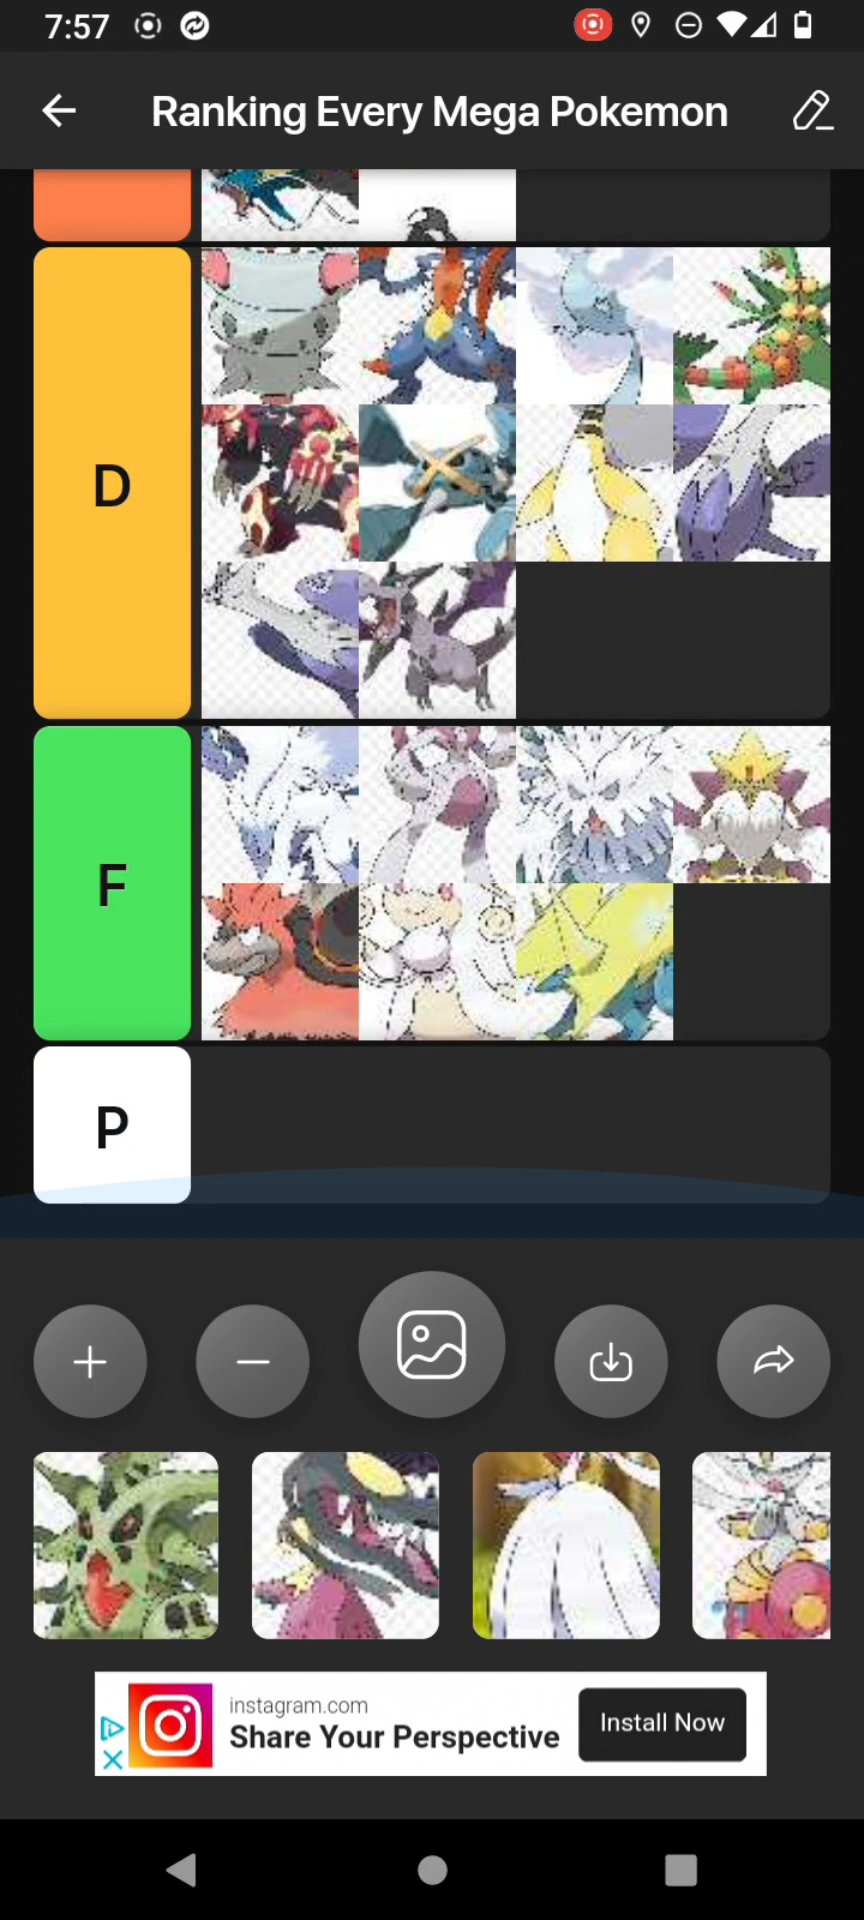 7:57
Ranking Every Mega Pokemon
D
F
P
instagram.com
Share Your Perspective
Install Now